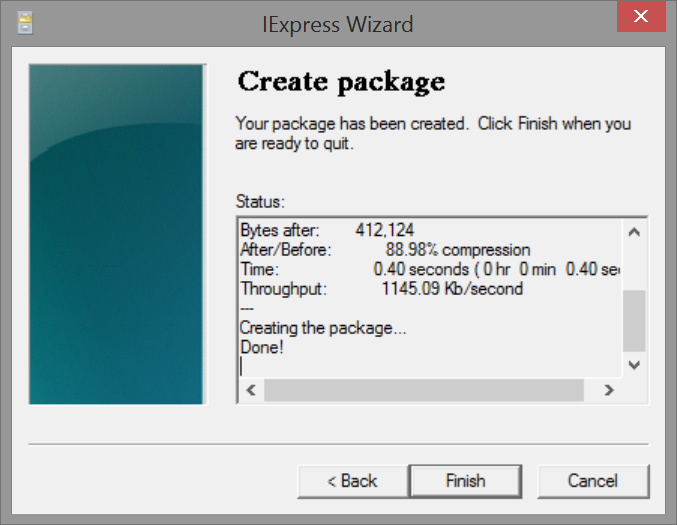 IExpress Wizard
Create package
Your package has been created. Click Finish when you
are ready to quit.
Status:
Bytes after: 412,124
After/Before: 88.98% compression
Time: 0.40 seconds ( 0 hr 0 min 0.40 se
Throughput: 1145.09 Kb/second
---
Creating the package...
Done!
< Back
Finish
Cancel